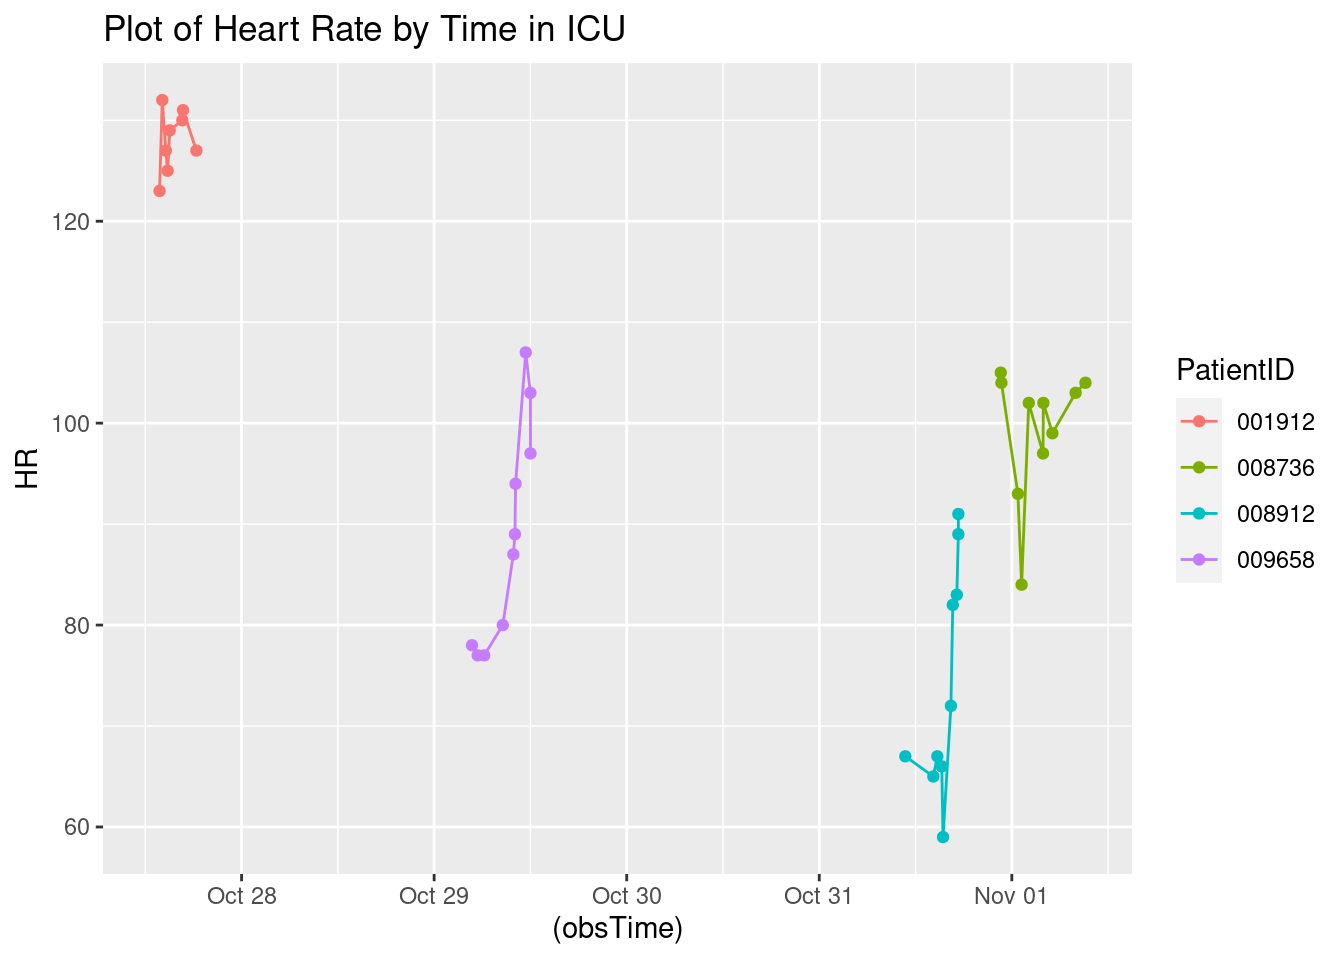 Plot of Heart Rate by Time in ICU
120
100
80
60
HR
Oct 28
Oct 29
Oct 30
Oct 31
Nov 01
(obsTime)
PatientID
001912
008736
008912
009658